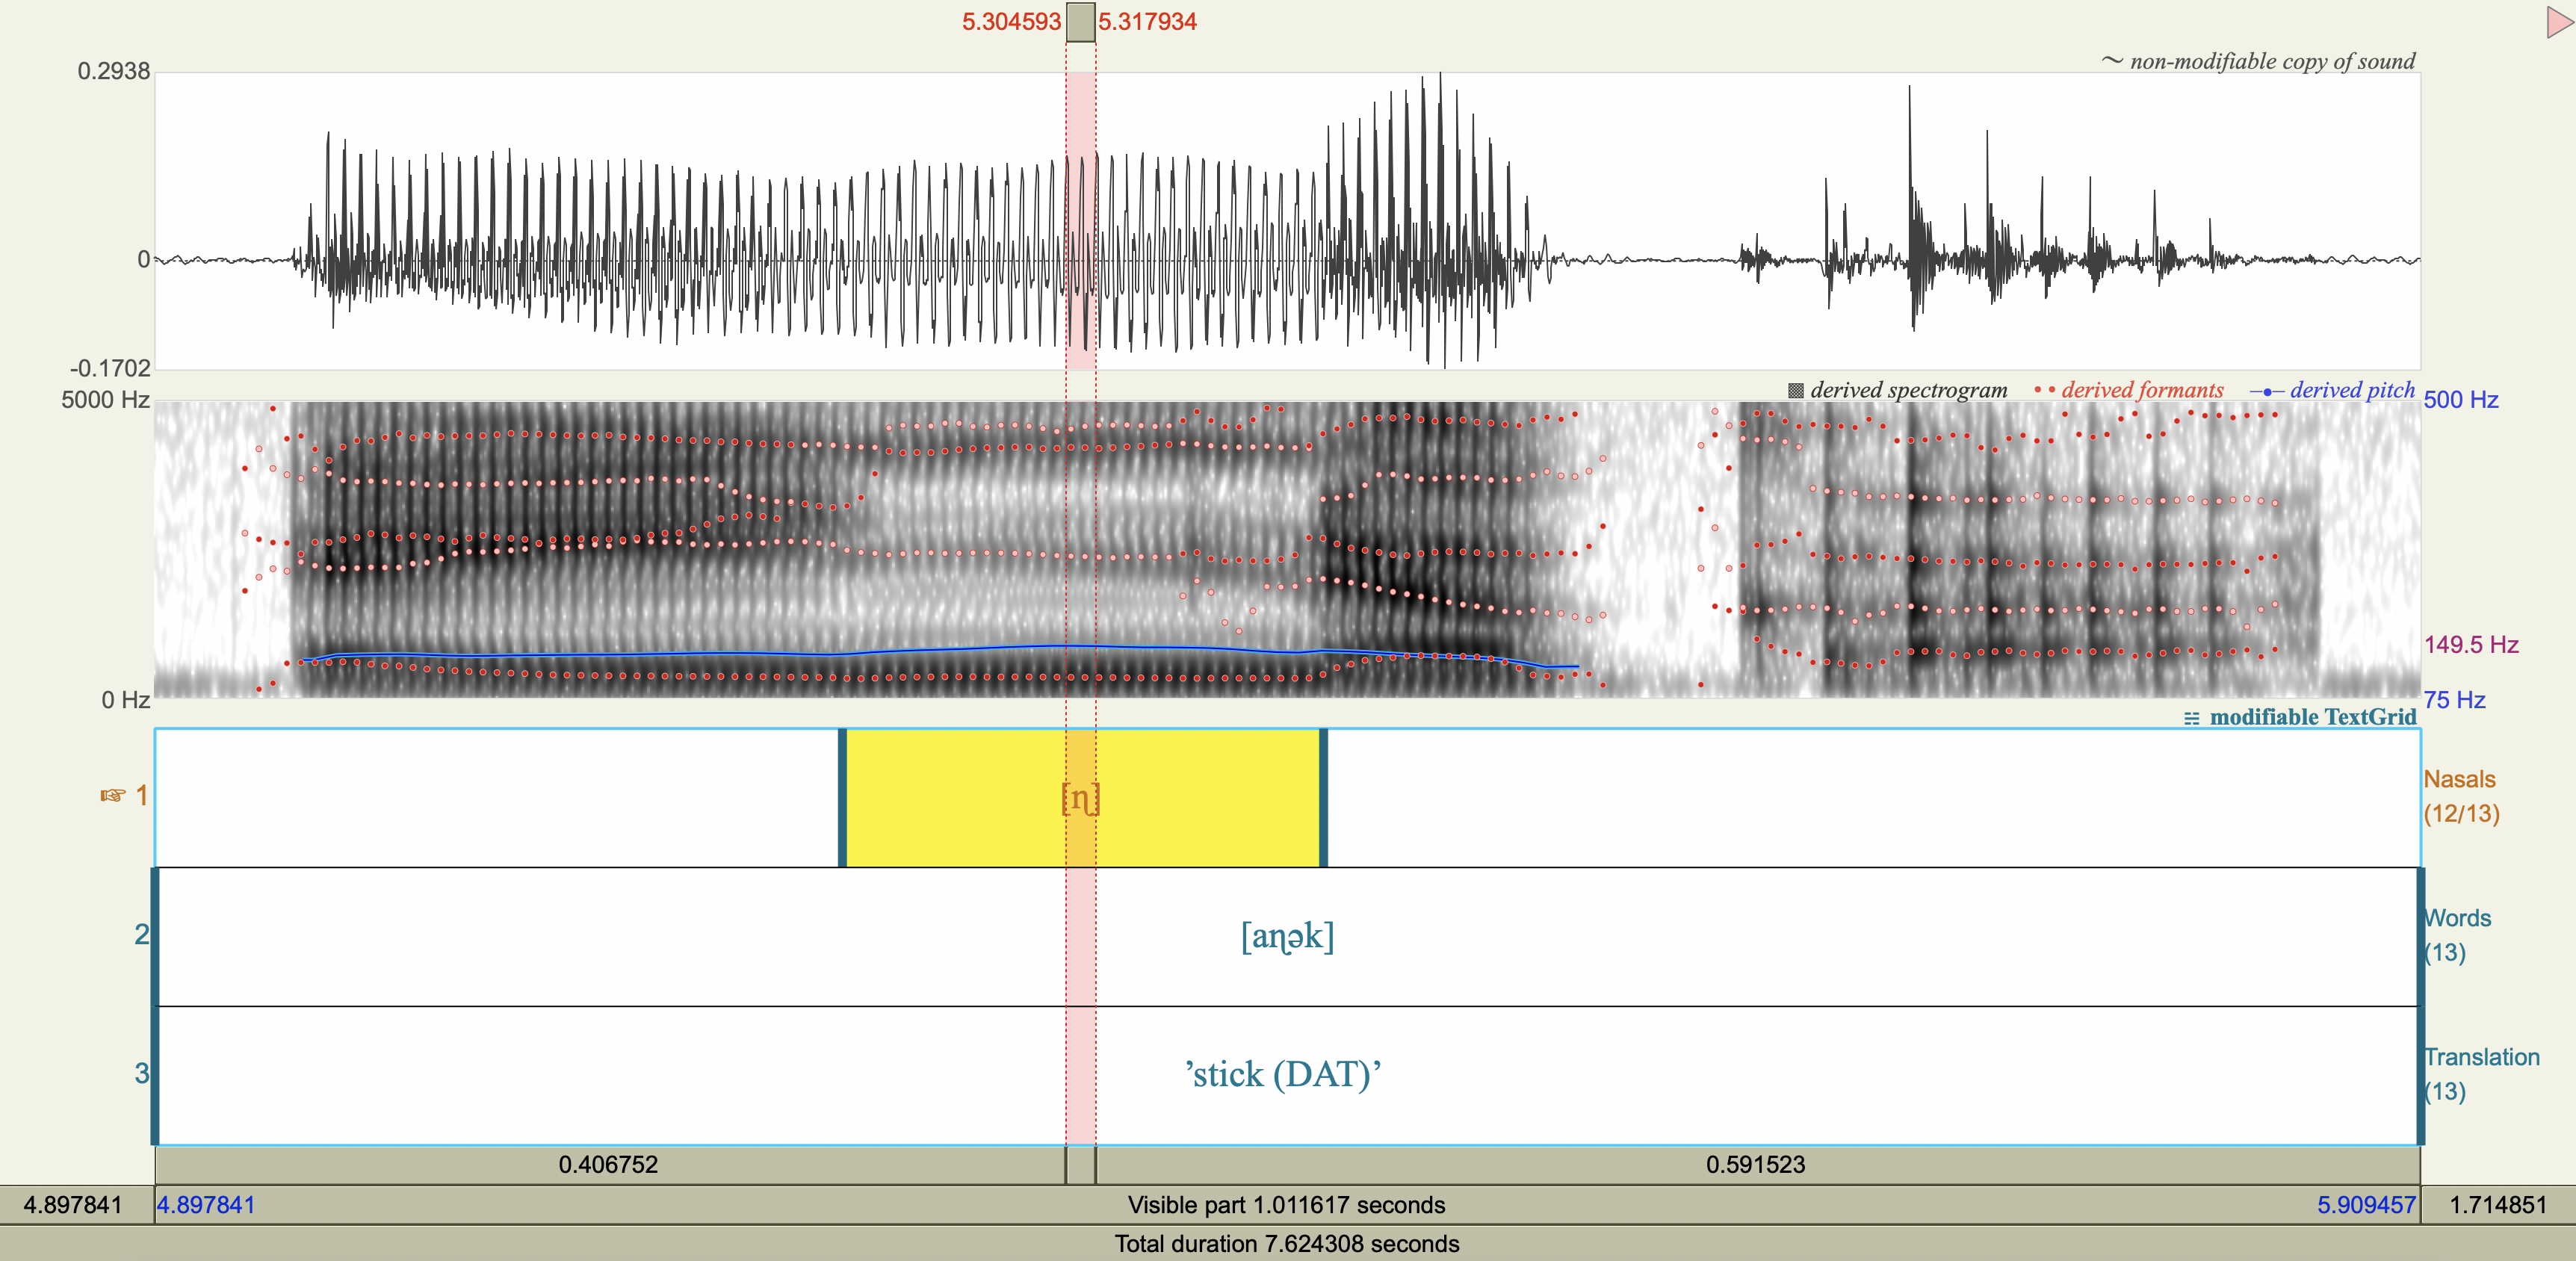 5.304593 5.317934
0.2938
~ non-modifiable copy of sound
0
-0.1702
5000 Hz
derived spectrogram derived formants derived pitch
500 Hz
149.5 Hz
0 Hz
75 Hz
modifiable TextGrid
☞ 1
[ɳ]
Nasals
(12/13)
2
[aɳək]
Words
(13)
3
’stick (DAT)’
Translation
(13)
0.406752 0.591523
4.897841 4.897841 Visible part 1.011617 seconds 5.909457 1.714851
Total duration 7.624308 seconds